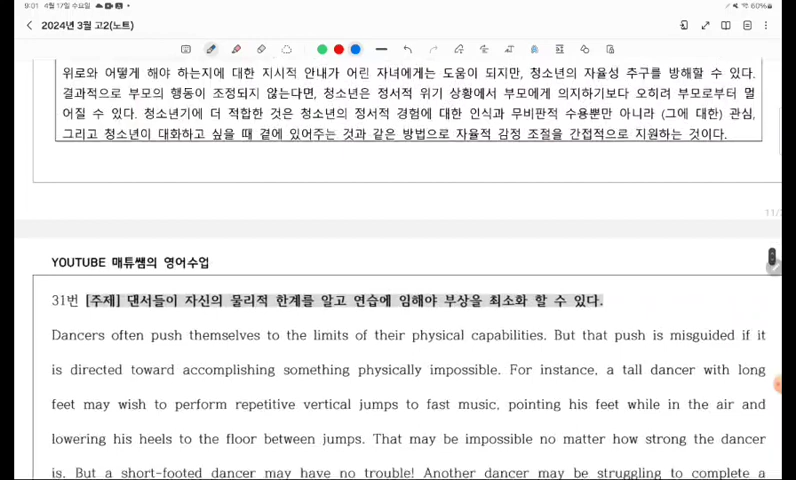 9:01 4월 17일 수요일
60%
2024년 3월 고2(노트)
위로와 어떻게 해야 하는지에 대한 지시적 안내가 어린 자녀에게는 도움이 되지만, 청소년의 자율성 추구를 방해할 수 있다.
결과적으로 부모의 행동이 조정되지 않는다면, 청소년은 정서적 위기 상황에서 부모에게 의지하기보다 오히려 부모로부터 멀
어질 수 있다. 청소년기에 더 적합한 것은 청소년의 정서적 경험에 대한 인식과 무비판적 수용뿐만 아니라 (그에 대한) 관심,
그리고 청소년이 대화하고 싶을 때 곁에 있어주는 것과 같은 방법으로 자율적 감정 조절을 간접적으로 지원하는 것이다.
YOUTUBE 매튜쌤의 영어수업
31번 [주제] 댄서들이 자신의 물리적 한계를 알고 연습에 임해야 부상을 최소화 할 수 있다.
Dancers often push themselves to the limits of their physical capabilities. But that push is misguided if it
is directed toward accomplishing something physically impossible. For instance, a tall dancer with long
feet may wish to perform repetitive vertical jumps to fast music, pointing his feet while in the air and
lowering his heels to the floor between jumps. That may be impossible no matter how strong the dancer
is. But a short-footed dancer may have no trouble! Another dancer may be struggling to complete a